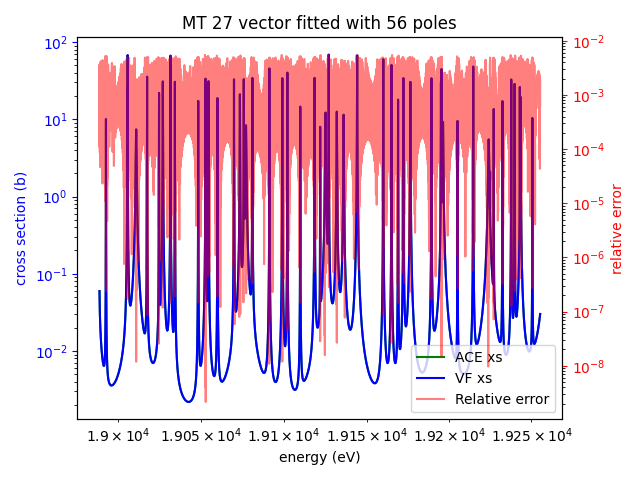 MT 27 vector fitted with 56 poles
cross section (b)
10²
10¹
10⁰
10⁻¹
10⁻²
10⁻²
10⁻³
10⁻⁴
10⁻⁵
10⁻⁶
10⁻⁷
10⁻⁸
relative error
ACE xs
VF xs
Relative error
1.9 × 10⁴ 1.905 × 10⁴ 1.91 × 10⁴ 1.915 × 10⁴ 1.92 × 10⁴ 1.925 × 10⁴
energy (eV)